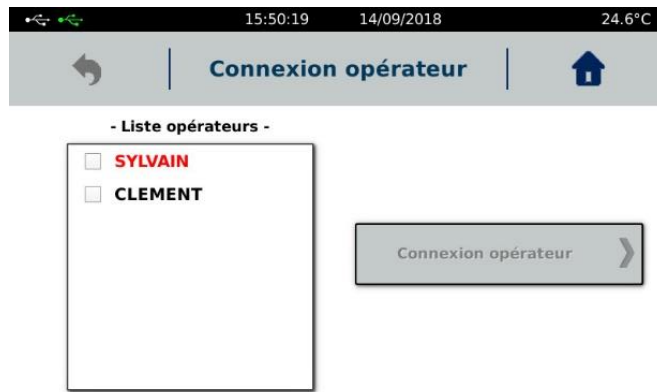 15:50:19 14/09/2018 24.6°C
Connexion opérateur
- Liste opérateurs -
SYLVAIN
CLEMENT
Connexion opérateur